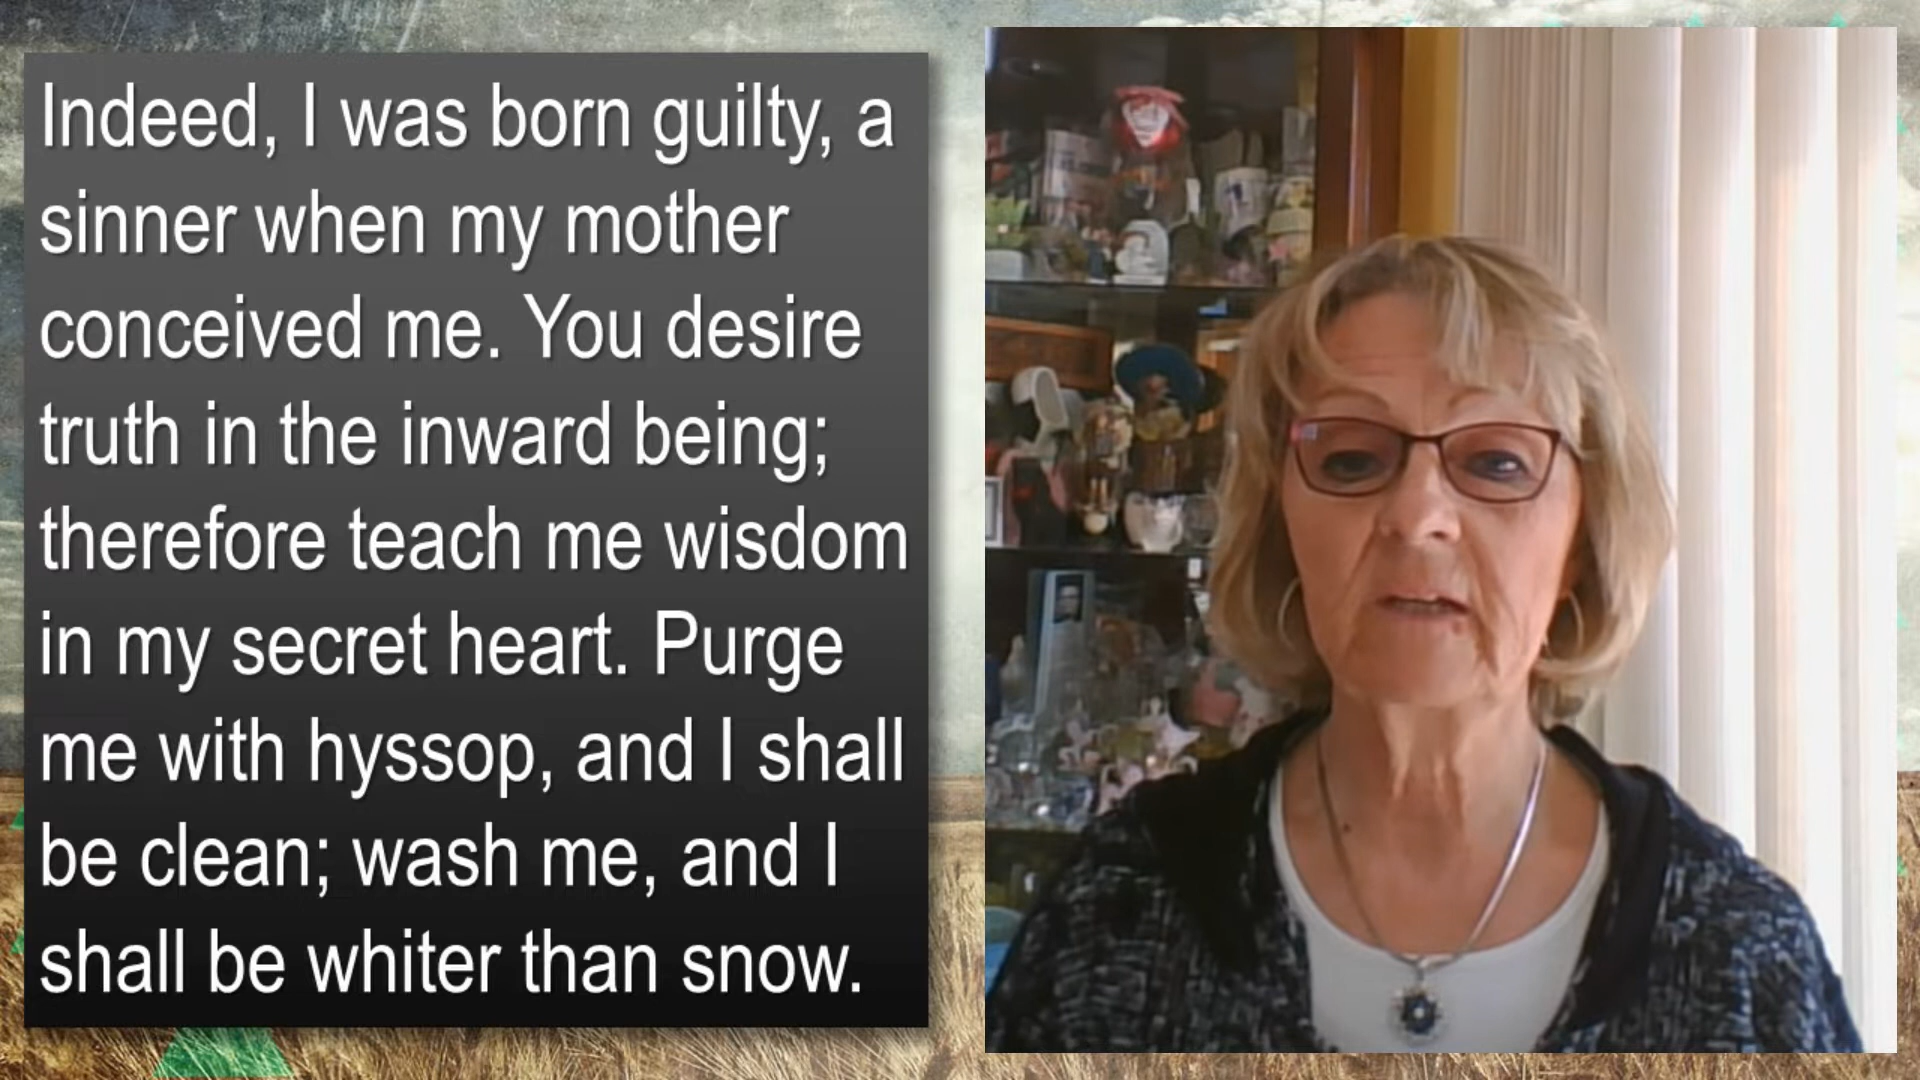 Indeed, I was born guilty, a
sinner when my mother
conceived me. You desire
truth in the inward being;
therefore teach me wisdom
in my secret heart. Purge
me with hyssop, and I shall
be clean; wash me, and I
shall be whiter than snow.